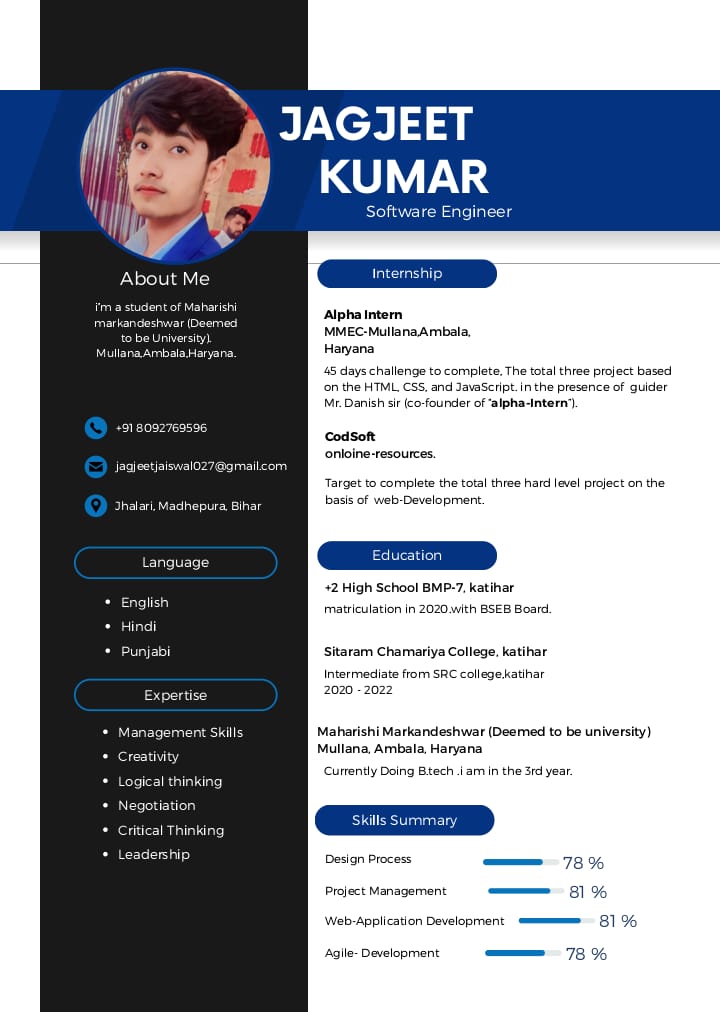 JAGJEET
KUMAR
Software Engineer
About Me
i'm a student of Maharishi
markandeshwar (Deemed
to be University).
Mullana,Ambala,Haryana.
+91 8092769596
jagjeetjaiswal027@gmail.com
Jhalari, Madhepura, Bihar
Language
• English
• Hindi
• Punjabi
Expertise
• Management Skills
• Creativity
• Logical thinking
• Negotiation
• Critical Thinking
• Leadership
Internship
Alpha Intern
MMEC-Mullana,Ambala,
Haryana
45 days challenge to complete, The total three project based
on the HTML, CSS, and JavaScript. in the presence of guider
Mr. Danish sir (co-founder of "alpha-Intern").
CodSoft
onloine-resources.
Target to complete the total three hard level project on the
basis of web-Development.
Education
+2 High School BMP-7, katihar
matriculation in 2020.with BSEB Board.
Sitaram Chamariya College, katihar
Intermediate from SRC college,katihar
2020 - 2022
Maharishi Markandeshwar (Deemed to be university)
Mullana, Ambala, Haryana
Currently Doing B.tech .i am in the 3rd year.
Skills Summary
Design Process 78 %
Project Management 81 %
Web-Application Development 81 %
Agile- Development 78 %